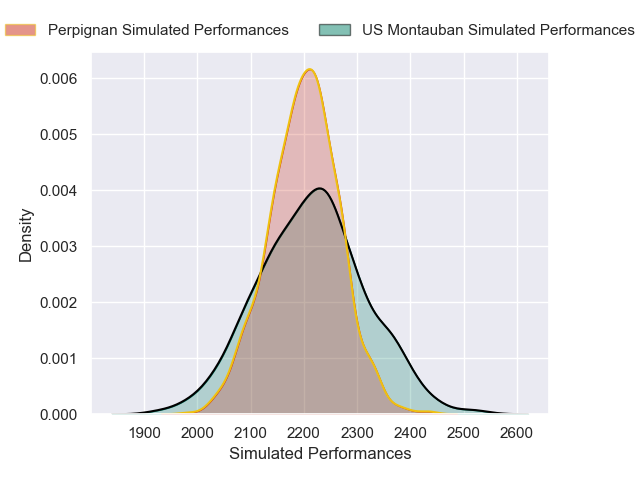 Perpignan Simulated Performances
US Montauban Simulated Performances
0.006
0.005
0.004
0.003
0.002
0.001
0.000
Density
1900 2000 2100 2200 2300 2400 2500 2600
Simulated Performances